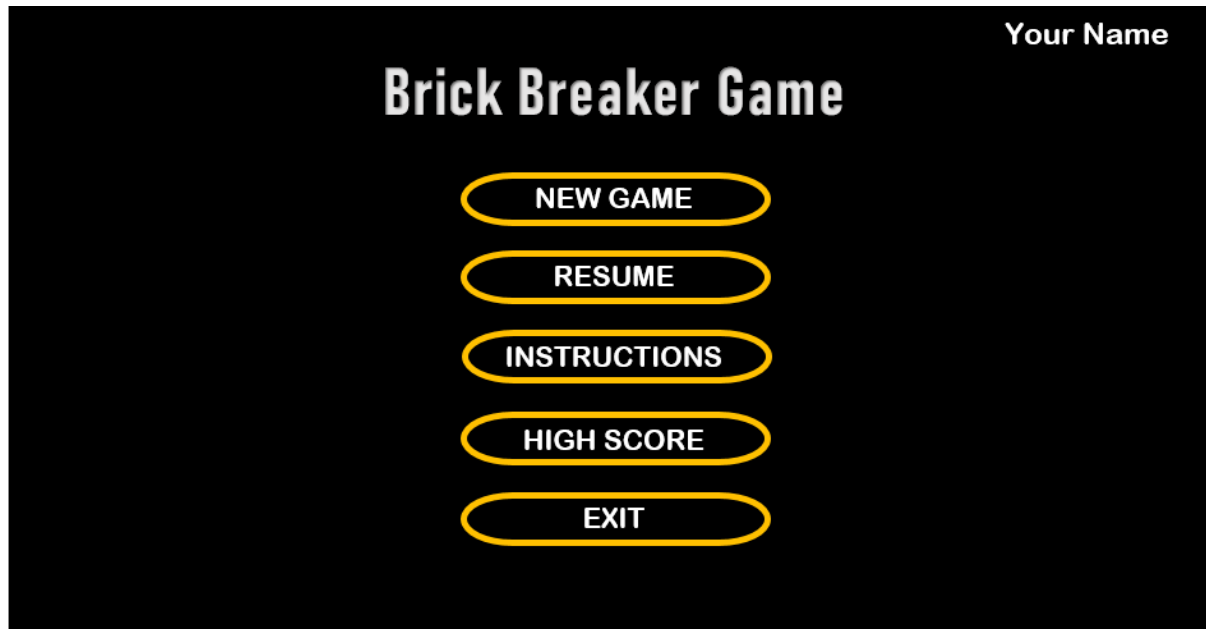 Your Name
Brick Breaker Game
NEW GAME
RESUME
INSTRUCTIONS
HIGH SCORE
EXIT